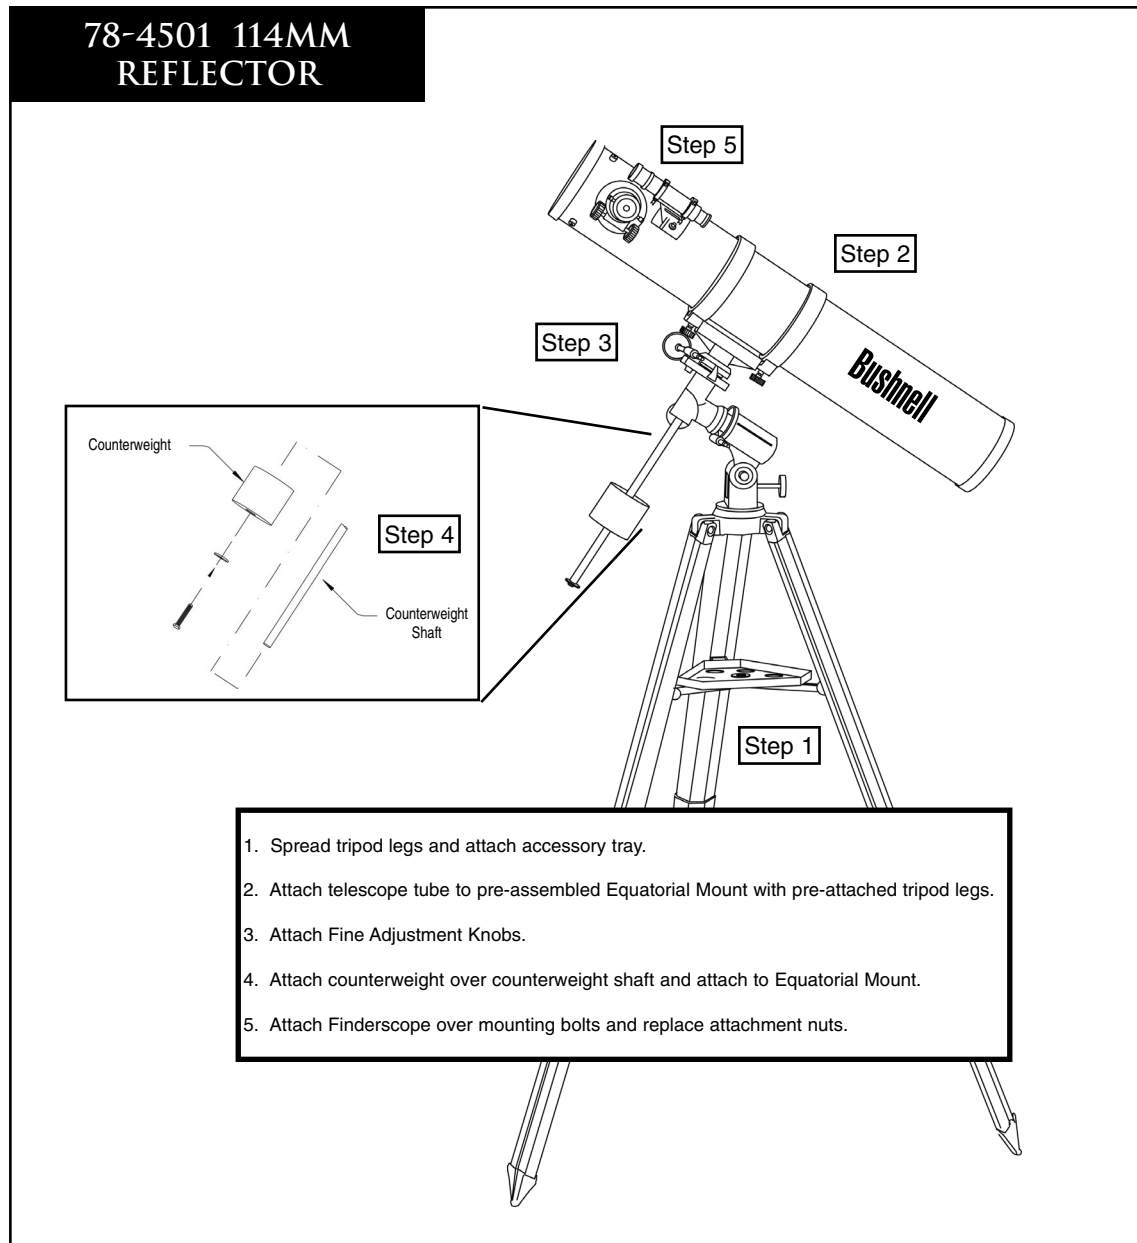 78-4501 114MM
REFLECTOR
Step 5
Step 2
Step 3
Bushnell
Counterweight
Step 4
Counterweight
Shaft
Step 1
1. Spread tripod legs and attach accessory tray.
2. Attach telescope tube to pre-assembled Equatorial Mount with pre-attached tripod legs.
3. Attach Fine Adjustment Knobs.
4. Attach counterweight over counterweight shaft and attach to Equatorial Mount.
5. Attach Finderscope over mounting bolts and replace attachment nuts.